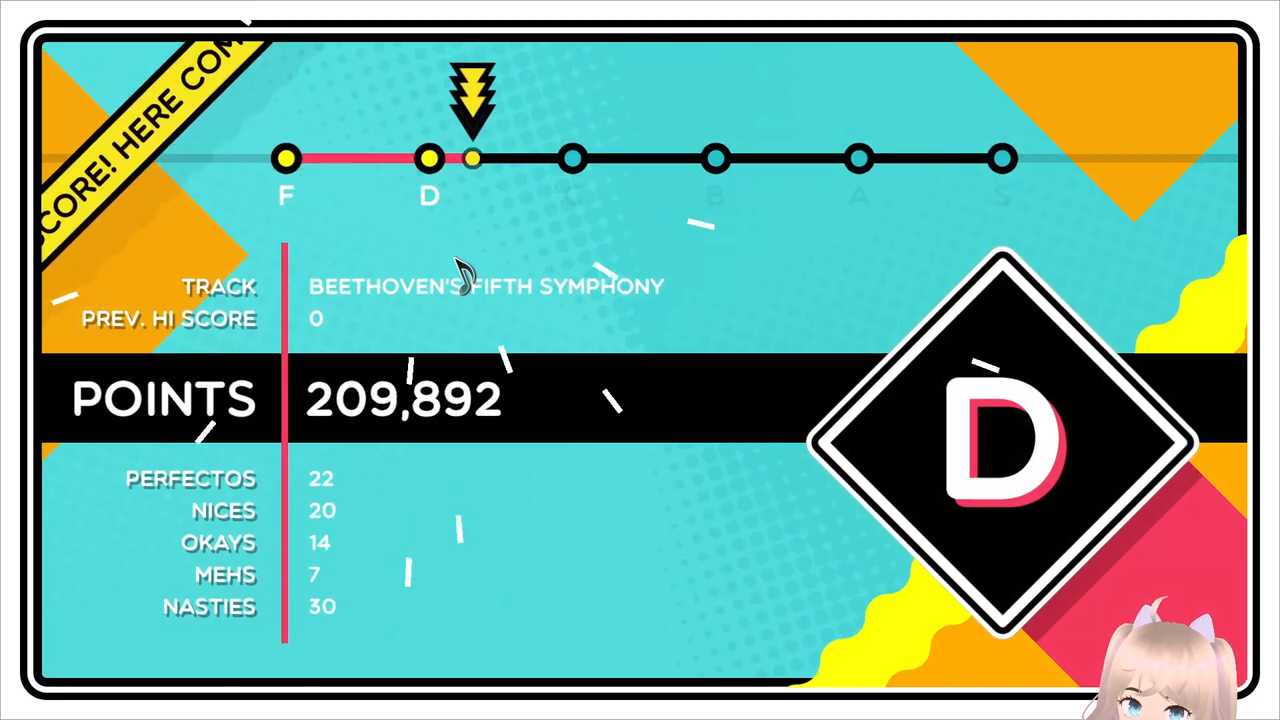 SCORE! HERE COM
F D C B A S
TRACK BEETHOVEN'S FIFTH SYMPHONY
PREV. HI SCORE 0
POINTS 209,892
D
PERFECTOS 22
NICES 20
OKAYS 14
MEHS 7
NASTIES 30